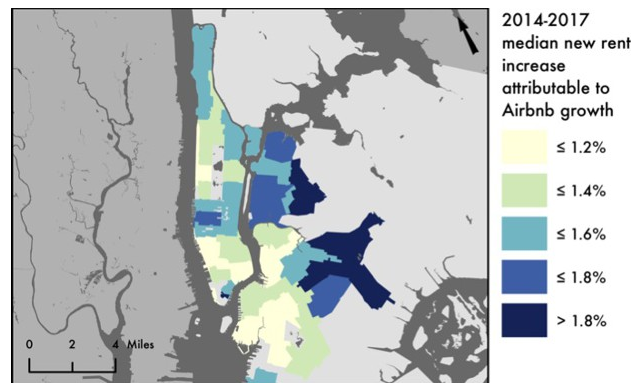 2014-2017
median new rent
increase
attributable to
Airbnb growth
≤ 1.2%
≤ 1.4%
≤ 1.6%
≤ 1.8%
> 1.8%
0 2 4 Miles